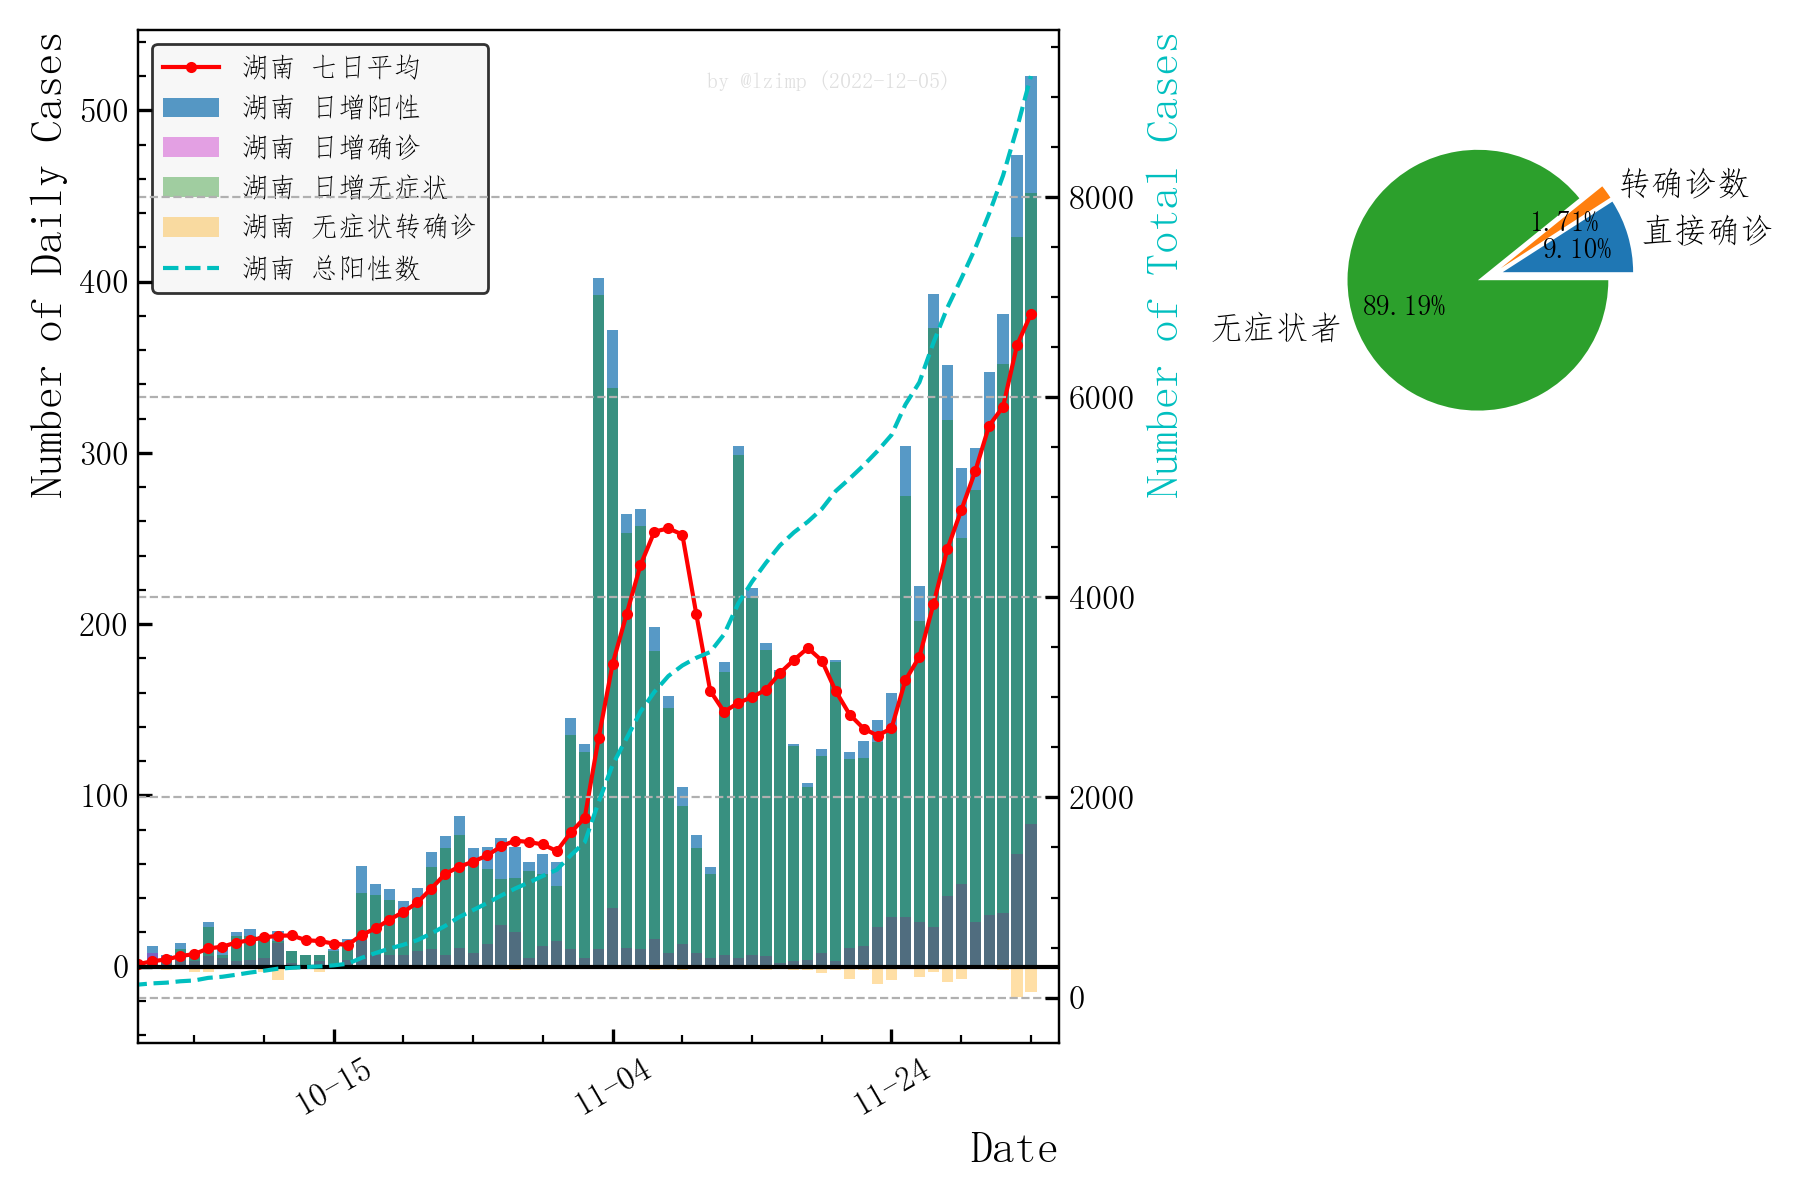 Number of Daily Cases
500
400
300
200
100
0
湖南 七日平均
湖南 日增阳性
湖南 日增确诊
湖南 日增无症状
湖南 无症状转确诊
湖南 总阳性数
by @lzimp (2022-12-05)
10-15
11-04
11-24
Date
8000
6000
4000
2000
0
Number of Total Cases
转确诊数
1.71%
直接确诊
9.10%
89.19%
无症状者